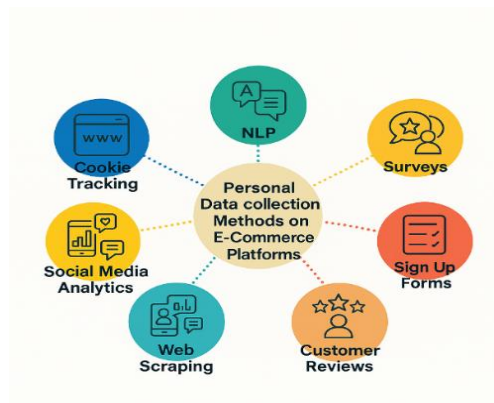 A
NLP
www
Cookie
Tracking
Surveys
Personal
Data collection
Methods on
E-Commerce
Platforms
Social Media
Analytics
Sign Up
Forms
Web
Scraping
Customer
Reviews